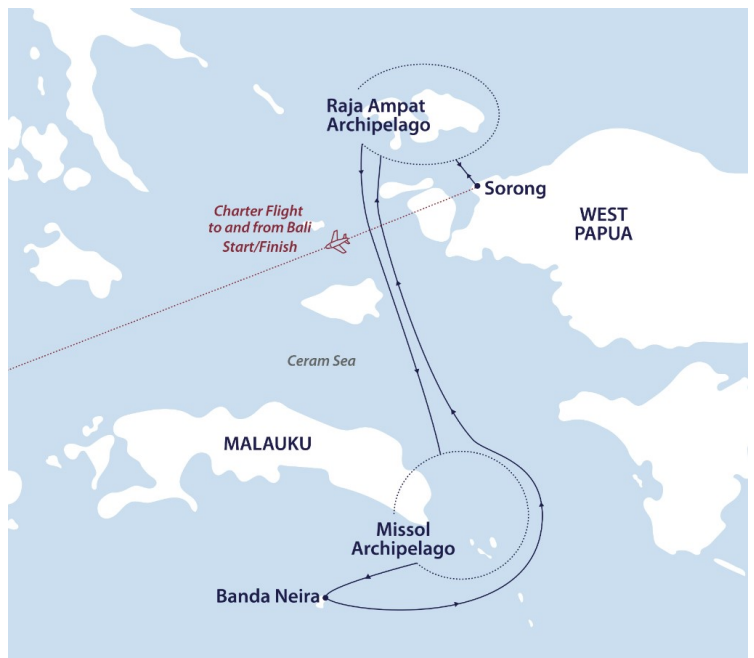 Raja Ampat
Archipelago
Sorong
WEST
PAPUA
Charter Flight
to and from Bali
Start/Finish
Ceram Sea
MALAUKU
Missol
Archipelago
Banda Neira